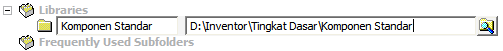 Libraries
Komponen Standar D:\Inventor\Tingkat Dasar\Komponen Standar
Frequently Used Subfolders